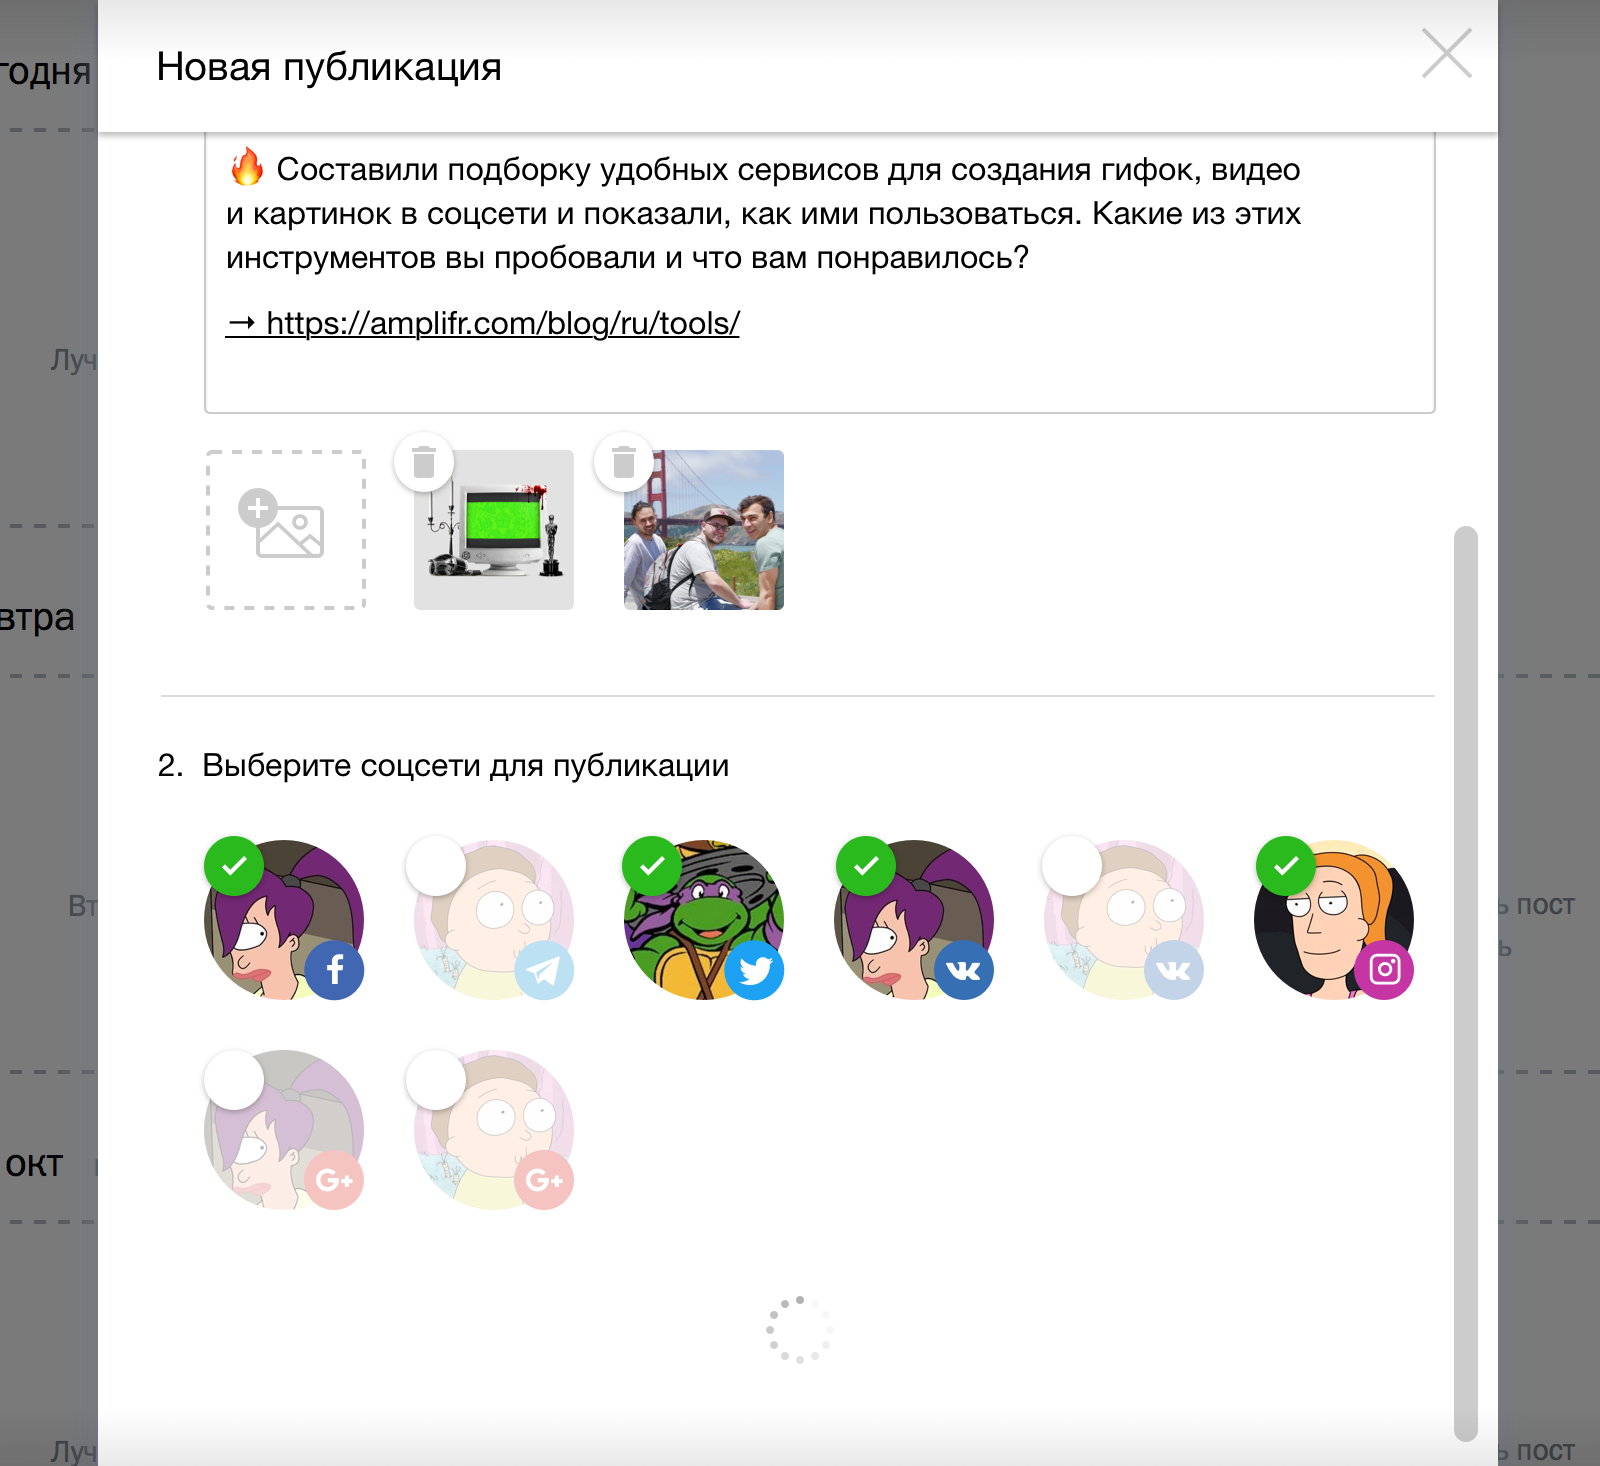 Новая публикация
🔥 Составили подборку удобных сервисов для создания гифок, видео
и картинок в соцсети и показали, как ими пользоваться. Какие из этих
инструментов вы пробовали и что вам понравилось?
→ https://amplifr.com/blog/ru/tools/
2. Выберите соцсети для публикации
годня
Луч
втра
Вт
ь пост
ь
окт
Луч
ь пост
f
G+
G+